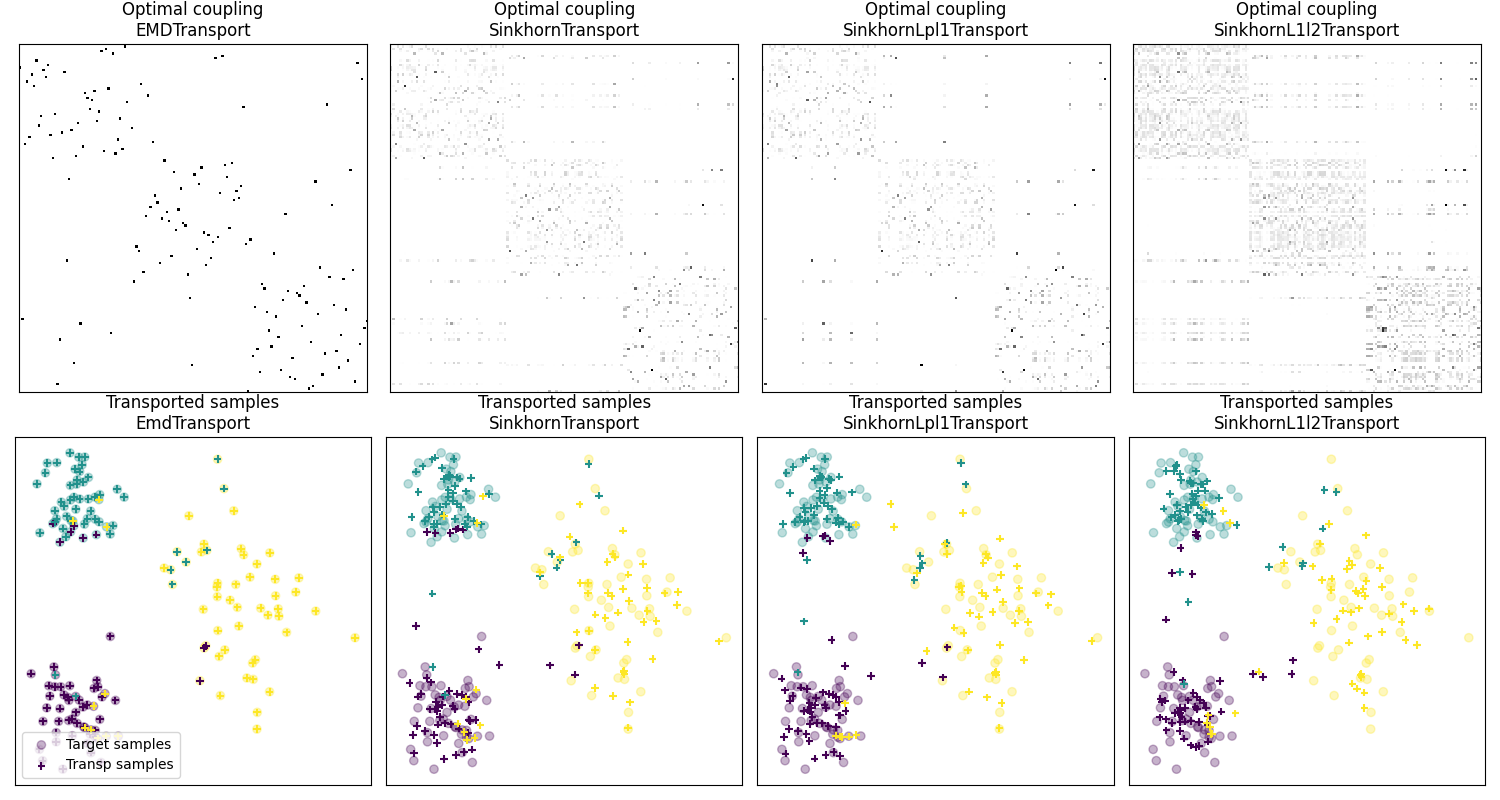 Optimal coupling
EMDTransport
Optimal coupling
SinkhornTransport
Optimal coupling
SinkhornLpl1Transport
Optimal coupling
SinkhornL1l2Transport
Transported samples
EmdTransport
Transported samples
SinkhornTransport
Transported samples
SinkhornLpl1Transport
Transported samples
SinkhornL1l2Transport
Target samples
Transp samples